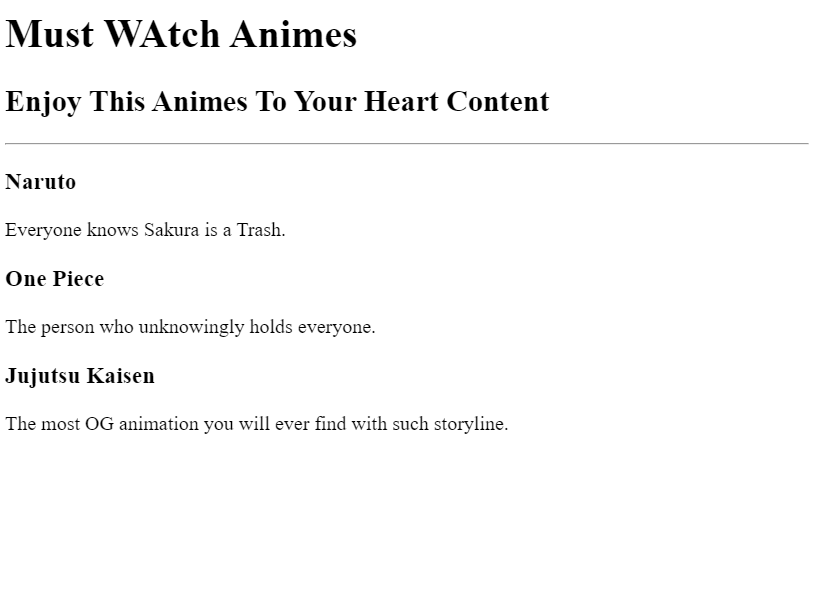 Must WAtch Animes
Enjoy This Animes To Your Heart Content
Naruto
Everyone knows Sakura is a Trash.
One Piece
The person who unknowingly holds everyone.
Jujutsu Kaisen
The most OG animation you will ever find with such storyline.